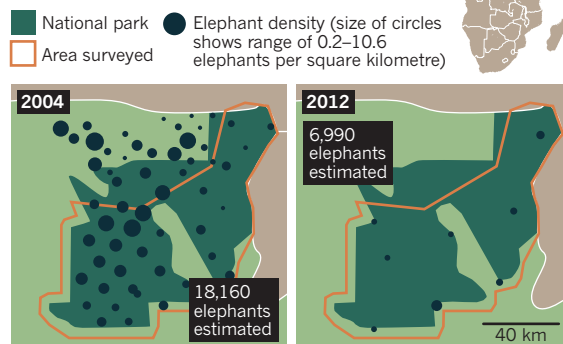 National park
Area surveyed
Elephant density (size of circles
shows range of 0.2–10.6
elephants per square kilometre)
2004
18,160
elephants
estimated
2012
6,990
elephants
estimated
40 km